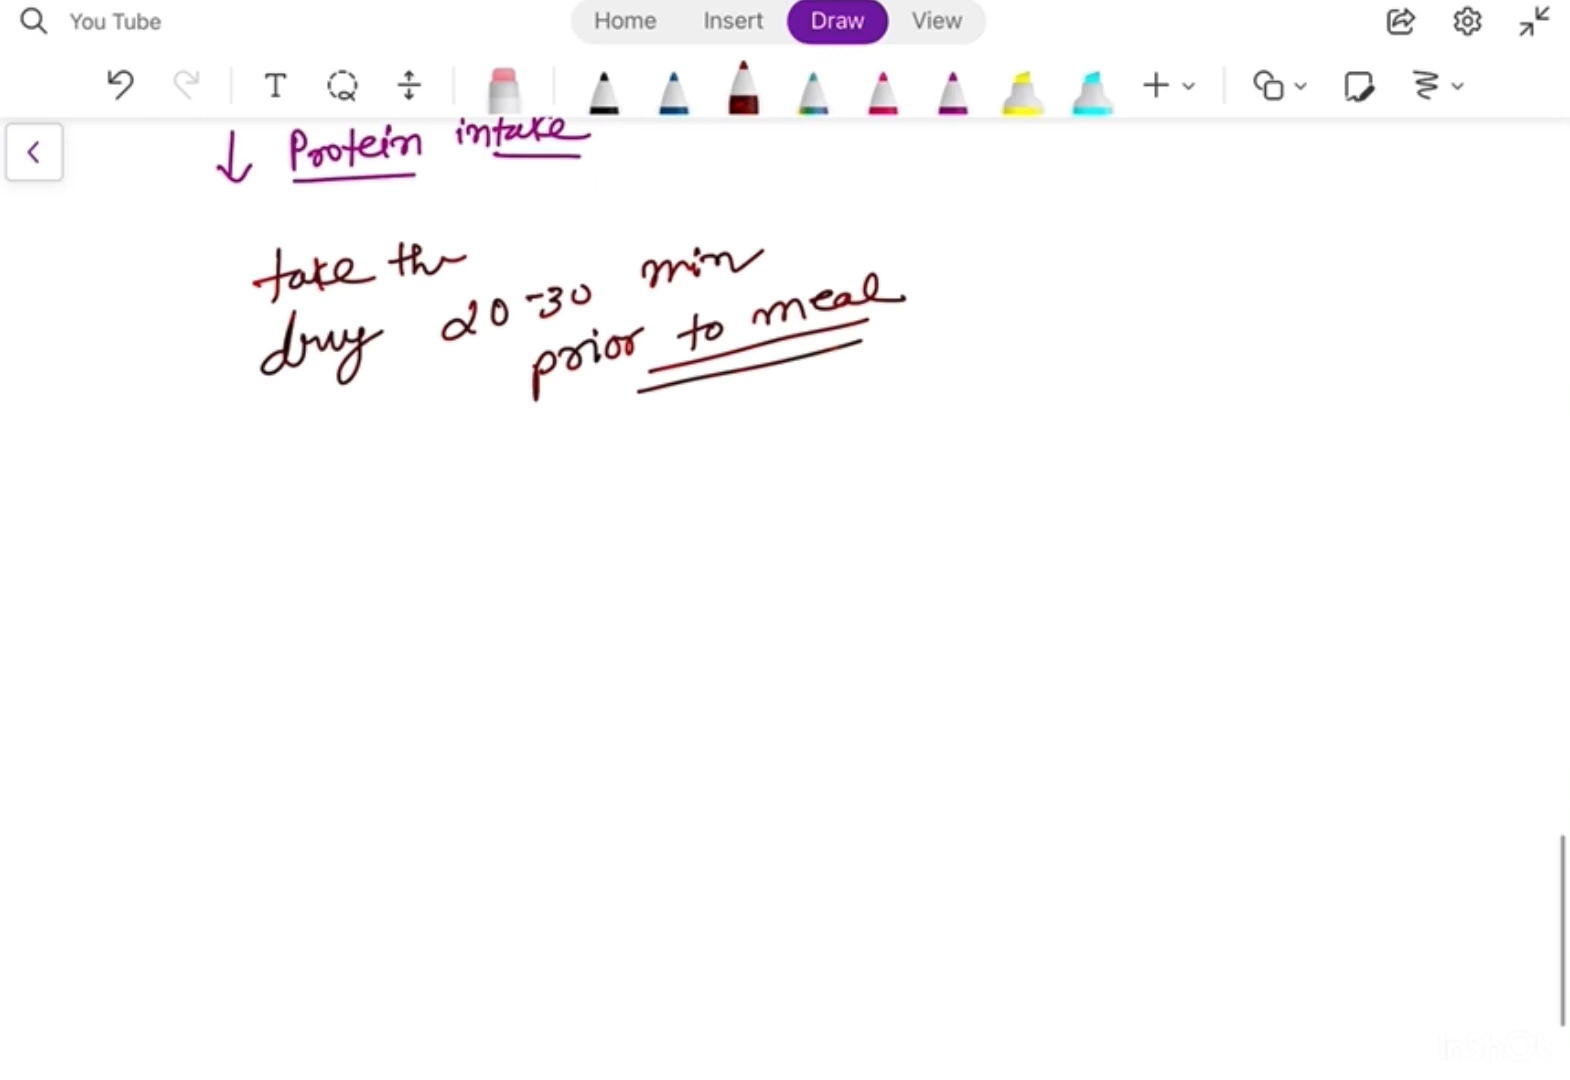 You Tube
Home Insert Draw View
T
↓ Protein intake
take the
drug 20-30 min
prior to meal